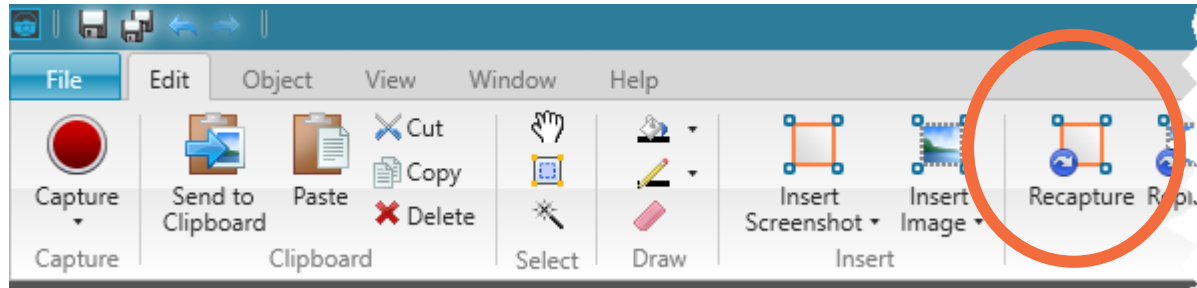 File Edit Object View Window Help
Capture
Send to
Clipboard
Paste
Cut
Copy
Delete
Insert
Screenshot
Insert
Image
Recapture
Capture Clipboard Select Draw Insert